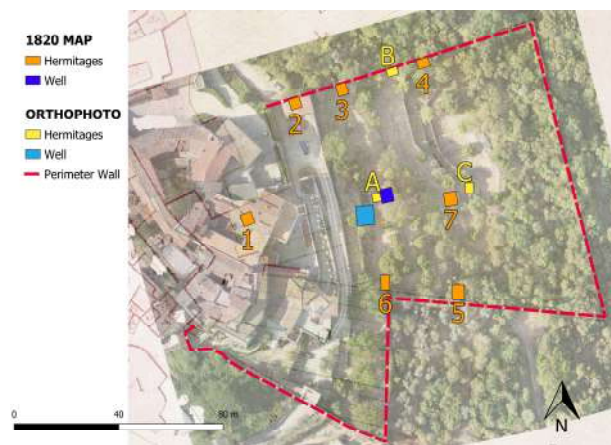 1820 MAP
Hermitages
Well
ORTHOPHOTO
Hermitages
Well
Perimeter Wall
B
4
3
2
A
C
7
1
6
5
0 40 80 m
N